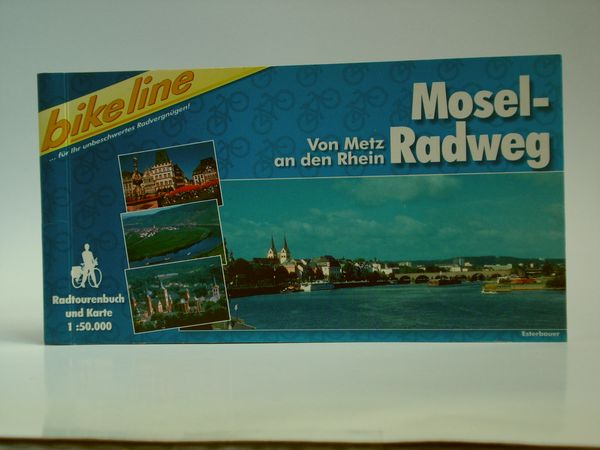 bikeline
... für Ihr unbeschwertes Radvergnügen!
Mosel-
Radweg
Von Metz
an den Rhein
Radtourenbuch
und Karte
1 :50.000
Esterbauer